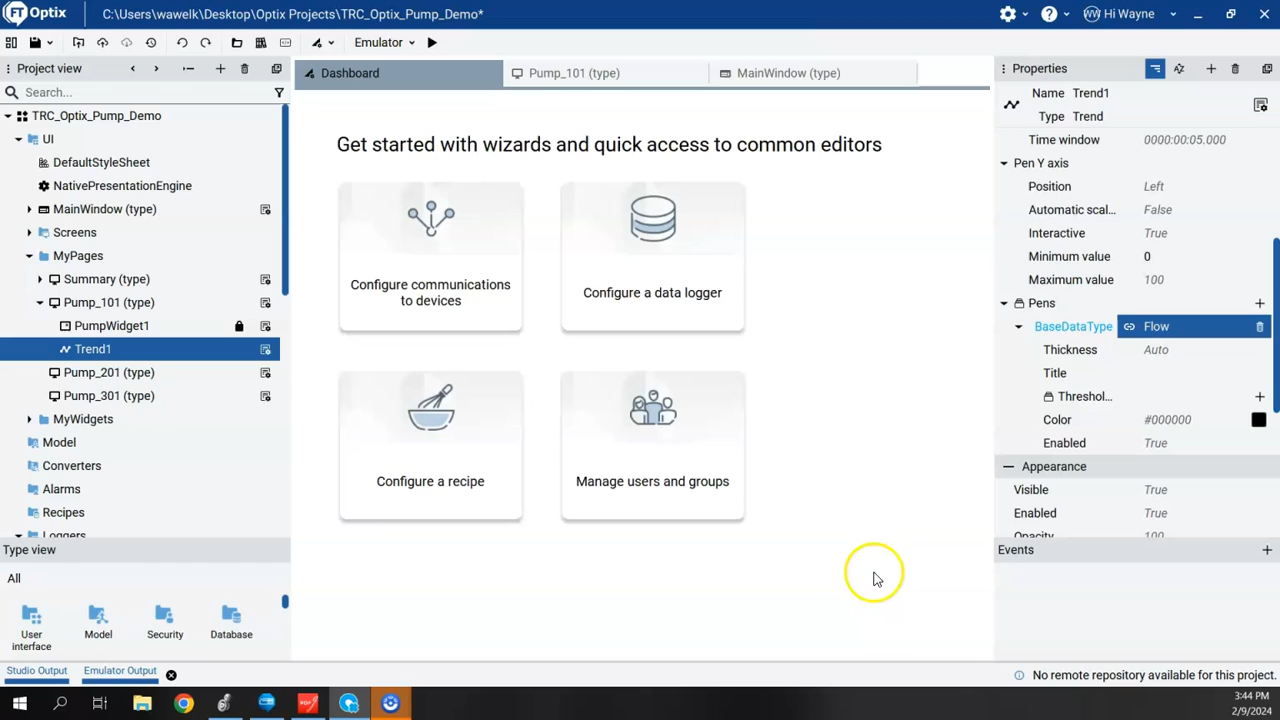 FT Optix
C:\Users\wawelk\Desktop\Optix Projects\TRC_Optix_Pump_Demo*
WW Hi Wayne
Emulator
Project view
Search...
TRC_Optix_Pump_Demo
UI
DefaultStyleSheet
NativePresentationEngine
MainWindow (type)
Screens
MyPages
Summary (type)
Pump_101 (type)
PumpWidget1
Trend1
Pump_201 (type)
Pump_301 (type)
MyWidgets
Model
Converters
Alarms
Recipes
Loggers
Type view
All
User interface
Model
Security
Database
Dashboard
Pump_101 (type)
MainWindow (type)
Get started with wizards and quick access to common editors
Configure communications
to devices
Configure a data logger
Configure a recipe
Manage users and groups
Properties
Name Trend1
Type Trend
Time window 0000:00:05.000
Pen Y axis
Position Left
Automatic scal... False
Interactive True
Minimum value 0
Maximum value 100
Pens
BaseDataType Flow
Thickness Auto
Title
Threshol...
Color #000000
Enabled True
Appearance
Visible True
Enabled True
Opacity 100
Events
Studio Output
Emulator Output
No remote repository available for this project.
3:44 PM
2/9/2024